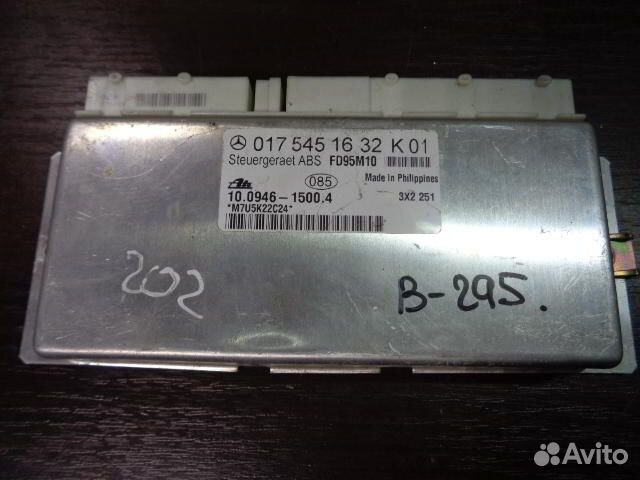 017 545 16 32 K 01
Steuergeraet ABS FD95M10
Ate 085 Made in Philippines
10.0946-1500.4 3X2 251
*M7U5K22C24*
202
B-295.
Avito